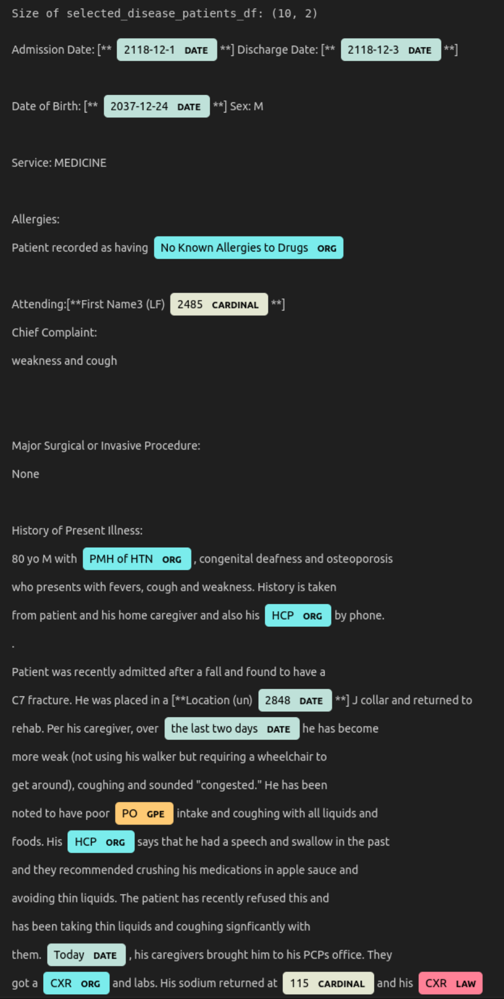 Size of selected_disease_patients_df: (10, 2)
Admission Date: [** 2118-12-1 DATE **] Discharge Date: [** 2118-12-3 DATE **]
Date of Birth: [** 2037-12-24 DATE **] Sex: M
Service: MEDICINE
Allergies:
Patient recorded as having No Known Allergies to Drugs ORG
Attending:[**First Name3 (LF) 2485 CARDINAL **]
Chief Complaint:
weakness and cough
Major Surgical or Invasive Procedure:
None
History of Present Illness:
80 yo M with PMH of HTN ORG , congenital deafness and osteoporosis
who presents with fevers, cough and weakness. History is taken
from patient and his home caregiver and also his HCP ORG by phone.
.
Patient was recently admitted after a fall and found to have a
C7 fracture. He was placed in a [**Location (un) 2848 DATE **] J collar and returned to
rehab. Per his caregiver, over the last two days DATE he has become
more weak (not using his walker but requiring a wheelchair to
get around), coughing and sounded "congested." He has been
noted to have poor PO GPE intake and coughing with all liquids and
foods. His HCP ORG says that he had a speech and swallow in the past
and they recommended crushing his medications in apple sauce and
avoiding thin liquids. The patient has recently refused this and
has been taking thin liquids and coughing signficantly with
them. Today DATE , his caregivers brought him to his PCPs office. They
got a CXR ORG and labs. His sodium returned at 115 CARDINAL and his CXR LAW